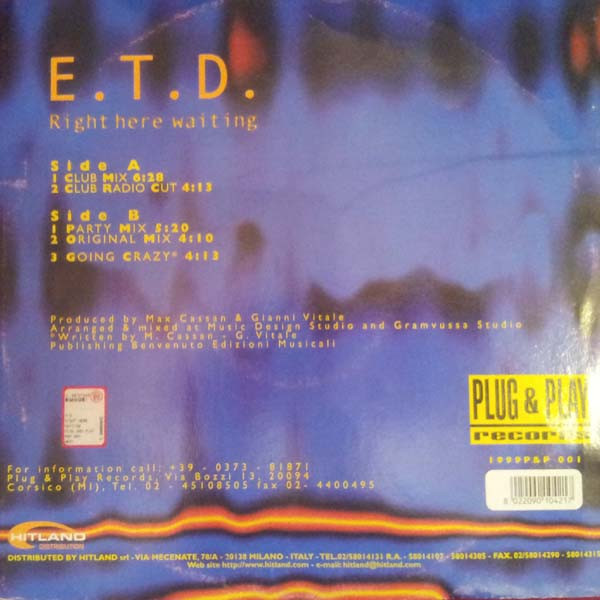 E.T.D.
Right here waiting
Side A
1 CLUB MIX 6:28
2 CLUB RADIO CUT 4:13
Side B
1 PARTY MIX 5:20
2 ORIGINAL MIX 4:10
3 GOING CRAZY* 4:13
Produced by Max Cassan & Gianni Vitale
Arranged & mixed at Music Design Studio and Gramvussa Studio
*Written by M. Cassan - G. Vitale
Publishing Benvenuto Edizioni Musicali
PLUG & PLAY
records
1999P&P 001
For information call: +39 - 0373 - 81871
Plug & Play Records, Via Bozzi 13, 20094
Corsico (MI), Tel. 02 - 45108505 fax 02- 4400495
8 022090 104217
HITLAND
DISTRIBUTION
DISTRIBUTED BY HITLAND srl - VIA MECENATE, 78/A - 20138 MILANO - ITALY - TEL.02/58014131 R.A. - 58014107 - 58014305 - FAX. 02/58014290 - 58014315
Web site http://www.hitland.com - e-mail: hitland@hitland.com